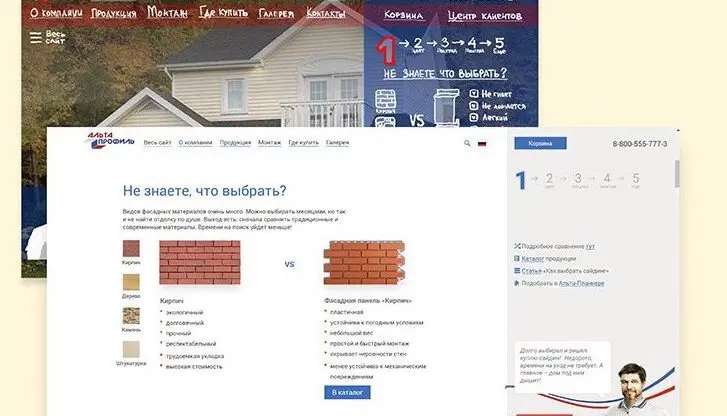 О компании Продукция Монтаж Где купить Галерея Контакты Корзина Центр клиентов
Весь сайт
1 → 2 → 3 → 4 → 5
Не знаете что выбрать?
VS
Не гниет
Не ломается
Легкий
АЛЬТА ПРОФИЛЬ
Весь сайт О компании Продукция Монтаж Где купить Галерея
Корзина 8-800-555-777-3
1 → 2 → 3 → 4 → 5
Не знаете, что выбрать?
Видов фасадных материалов очень много. Можно выбирать месяцами, но так
и не найти отделку по душе. Выход есть: сначала сравнить традиционные и
современные материалы. Времени на поиск уйдет меньше!
Кирпич
Дерево
Камень
Штукатурка
VS
Кирпич
экологичный
долговечный
прочный
респектабельный
трудоемкая укладка
высокая стоимость
Фасадная панель «Кирпич»
пластичная
устойчива к погодным условиям
небольшой вес
простой и быстрый монтаж
скрывает неровности стен
менее устойчива к механическим
повреждениям
В каталог
Подробное сравнение тут
Каталог продукции
Статья «Как выбрать сайдинг»
Подобрать в Альта-Планнере
Долго выбирал и решил,
куплю сайдинг. Недорого,
времени на уход не требует. А
главное – дом под ним
дышит!